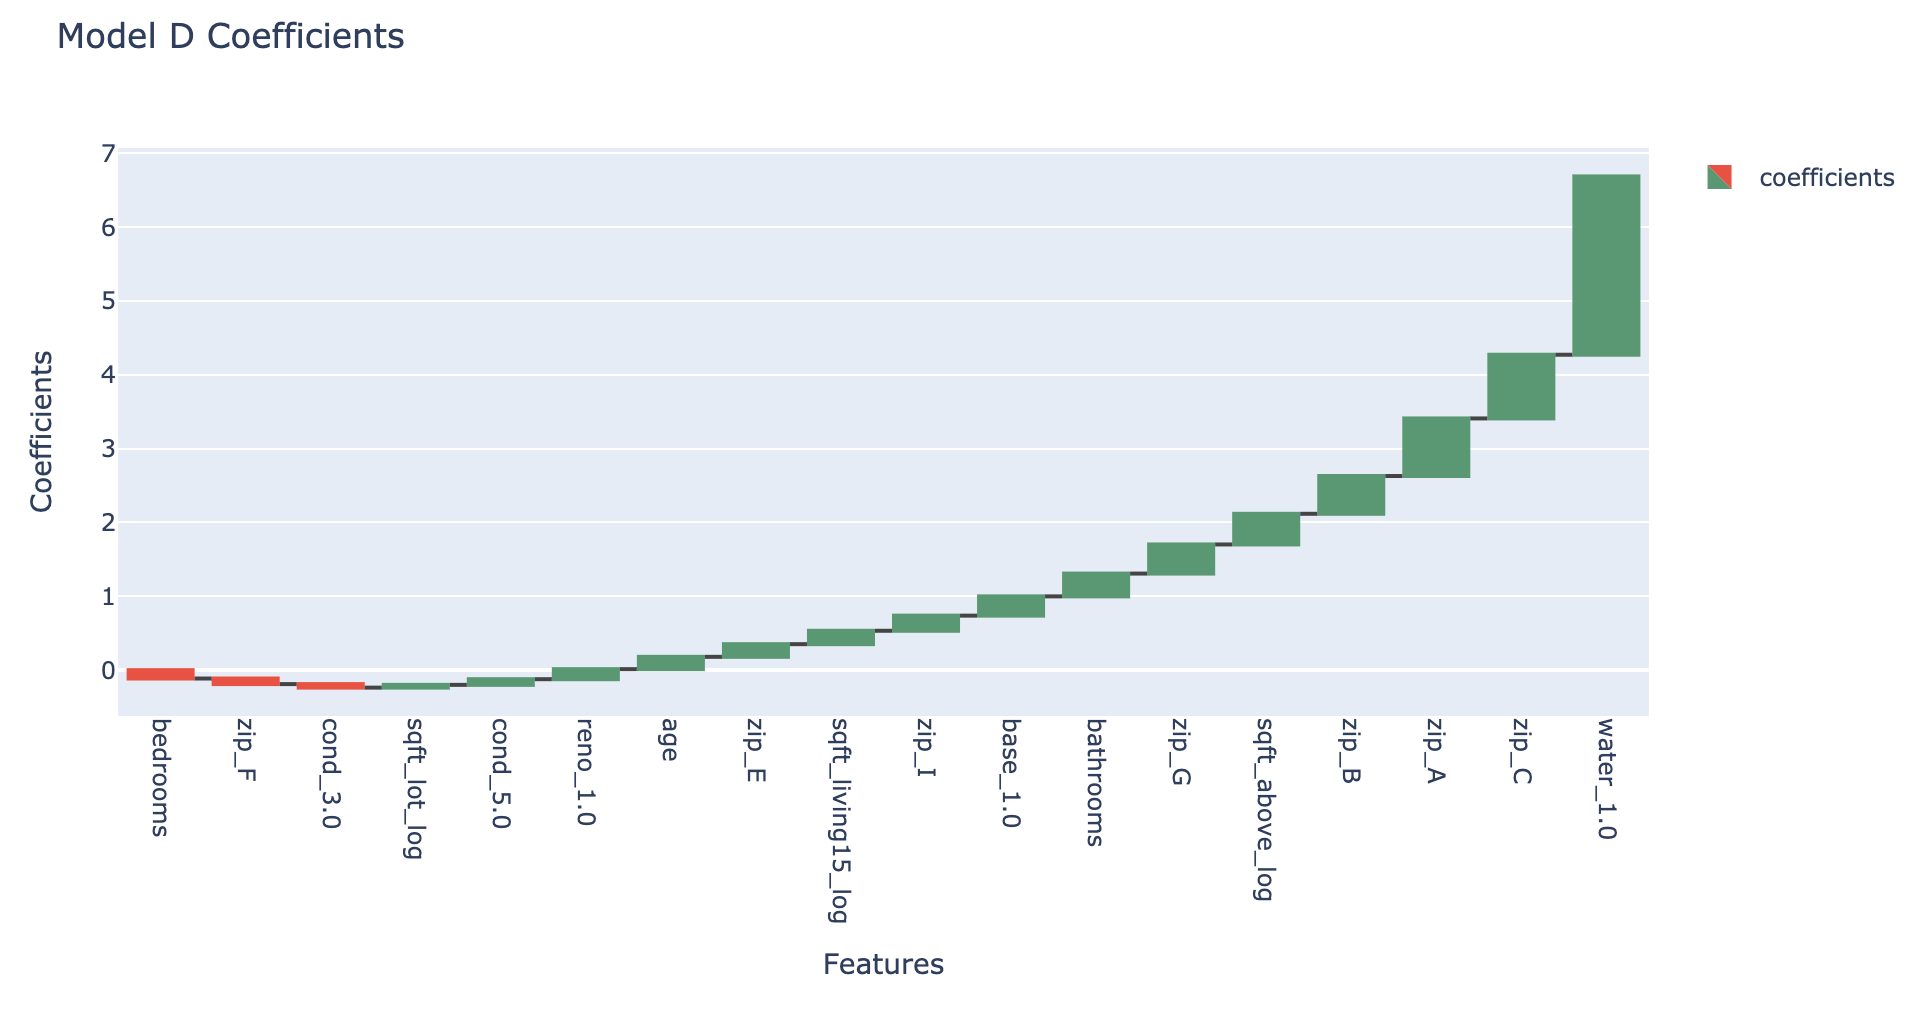 Model D Coefficients
coefficients
Coefficients
7
6
5
4
3
2
1
0
bedrooms
zip_F
cond_3.0
sqft_lot_log
cond_5.0
reno_1.0
age
zip_E
sqft_living15_log
zip_I
base_1.0
bathrooms
zip_G
sqft_above_log
zip_B
zip_A
zip_C
water_1.0
Features